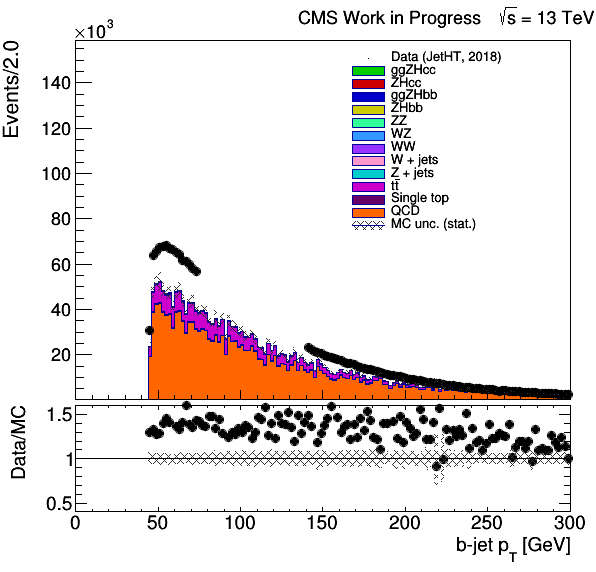 CMS Work in Progress √s = 13 TeV
×10³
Events/2.0
140
120
100
80
60
40
20
Data (JetHT, 2018)
ggZHcc
ZHcc
ggZHbb
ZHbb
ZZ
WZ
WW
W + jets
Z + jets
tt̄
Single top
QCD
MC unc. (stat.)
Data/MC
1.5
1
0.5
0 50 100 150 200 250 300
b-jet p_T [GeV]